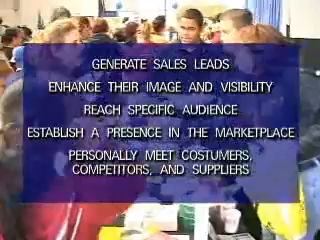 GENERATE SALES LEADS
ENHANCE THEIR IMAGE AND VISIBILITY
REACH SPECIFIC AUDIENCE
ESTABLISH A PRESENCE IN THE MARKETPLACE
PERSONALLY MEET COSTUMERS,
COMPETITORS, AND SUPPLIERS